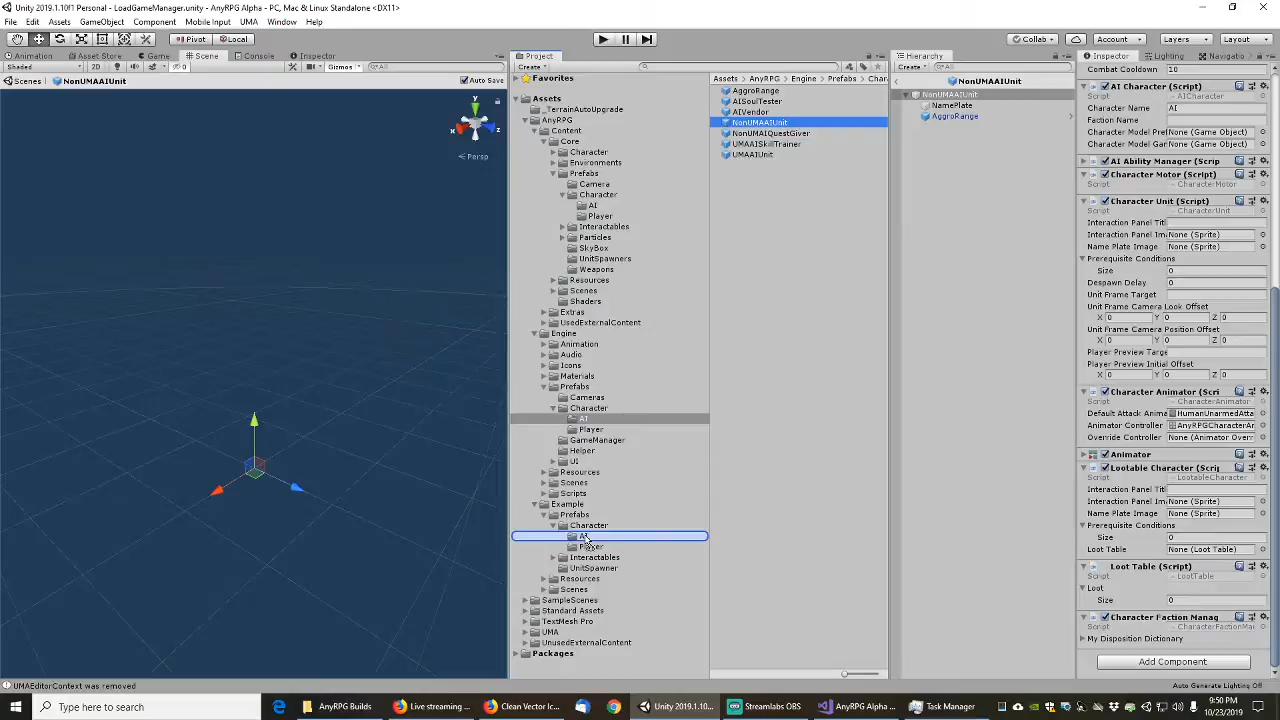 Unity 2019.1.10f1 Personal - LoadGameManager.unity - AnyRPG Alpha - PC, Mac & Linux Standalone <DX11>
File Edit Assets GameObject Component Mobile Input UMA Window Help
Pivot Local Collab Account Layers Layout
Animation Asset Store Game Scene Console Inspector
Shaded 2D Gizmos All
Scenes NonUMAAIUnit Auto Save
y
x
z
Persp
Project
Create
Favorites
Assets
_TerrainAutoUpgrade
AnyRPG
Content
Core
Character
Environments
Prefabs
Camera
Character
AI
Player
Interactables
Particles
SkyBox
UnitSpawners
Weapons
Resources
Scenes
Shaders
Extras
UsedExternalContent
Engine
Animation
Audio
Icons
Materials
Prefabs
Cameras
Character
AI
Player
GameManager
Helper
UI
Resources
Scenes
Scripts
Example
Prefabs
Character
AI
Player
Interactables
UnitSpawner
Resources
Scenes
SampleScenes
Standard Assets
TextMesh Pro
UMA
UnusedExternalContent
Packages
Assets AnyRPG Engine Prefabs Char
AggroRange
AISoulTester
AIVendor
NonUMAAIUnit
NonUMAIQuestGiver
UMAAISkillTrainer
UMAAIUnit
Hierarchy
Create All
NonUMAAIUnit
NonUMAAIUnit
NamePlate
AggroRange
Inspector Lighting Navigatio
Combat Cooldown 10
AI Character (Script)
Script AICharacter
Character Name AI
Faction Name
Character Model Pref None (Game Object)
Character Model Gar None (Game Object)
AI Ability Manager (Scrip
Character Motor (Script)
Script CharacterMotor
Character Unit (Script)
Script CharacterUnit
Interaction Panel Titl
Interaction Panel Im None (Sprite)
Name Plate Image None (Sprite)
Prerequisite Conditions
Size 0
Despawn Delay 0
Unit Frame Target
Unit Frame Camera Look Offset
X 0 Y 0 Z 0
Unit Frame Camera Position Offset
X 0 Y 0 Z 0
Player Preview Targe
Player Preview Initial Offset
X 0 Y 0 Z 0
Character Animator (Scri
Script CharacterAnimator
Default Attack Anima HumanUnarmedAtta
Animator Controller AnyRPGCharacterAr
Override Controller None (Animator Overr
Animator
Lootable Character (Scrip
Script LootableCharacter
Interaction Panel Titl
Interaction Panel Im None (Sprite)
Name Plate Image None (Sprite)
Prerequisite Conditions
Size 0
Loot Table None (Loot Table)
Loot Table (Script)
Script LootTable
Loot
Size 0
Character Faction Manag
Script CharacterFactionMa
My Disposition Dictionary
Add Component
UMAEditorContext was removed
Auto Generate Lighting Off
Type here to search
AnyRPG Builds
Live streaming ...
Clean Vector Ic...
Unity 2019.1.10...
Streamlabs OBS
AnyRPG Alpha ...
Task Manager
9:50 PM
10/23/2019